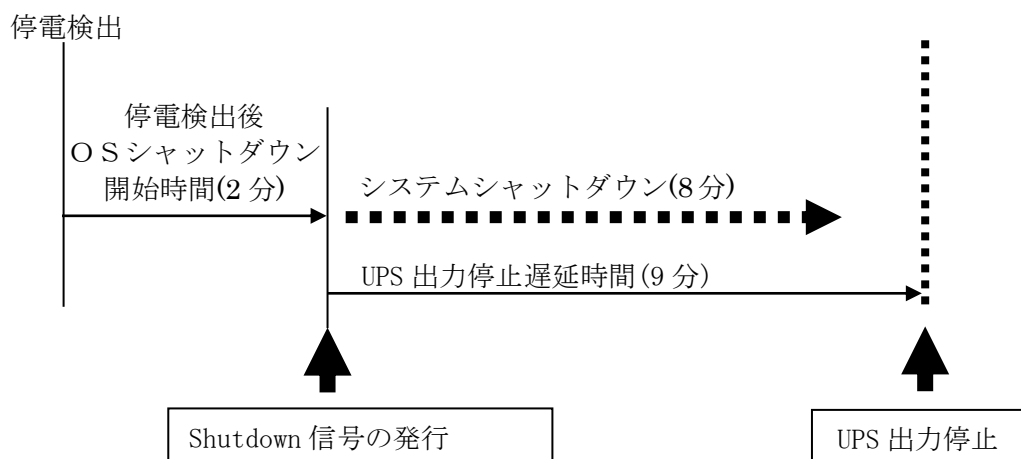 停電検出
停電検出後
ＯＳシャットダウン
開始時間(2 分)
システムシャットダウン(8 分)
UPS 出力停止遅延時間(9 分)
Shutdown 信号の発行
UPS 出力停止